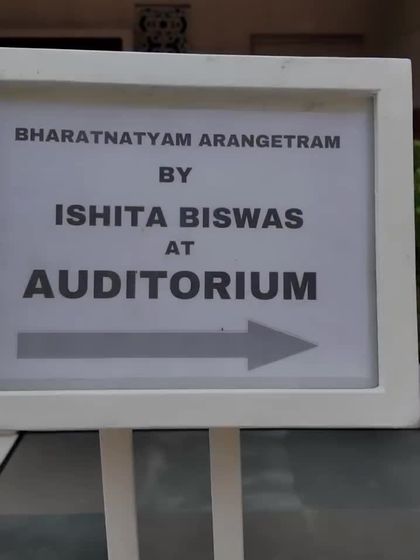 BHARATNATYAM ARANGETRAM
BY
ISHITA BISWAS
AT
AUDITORIUM